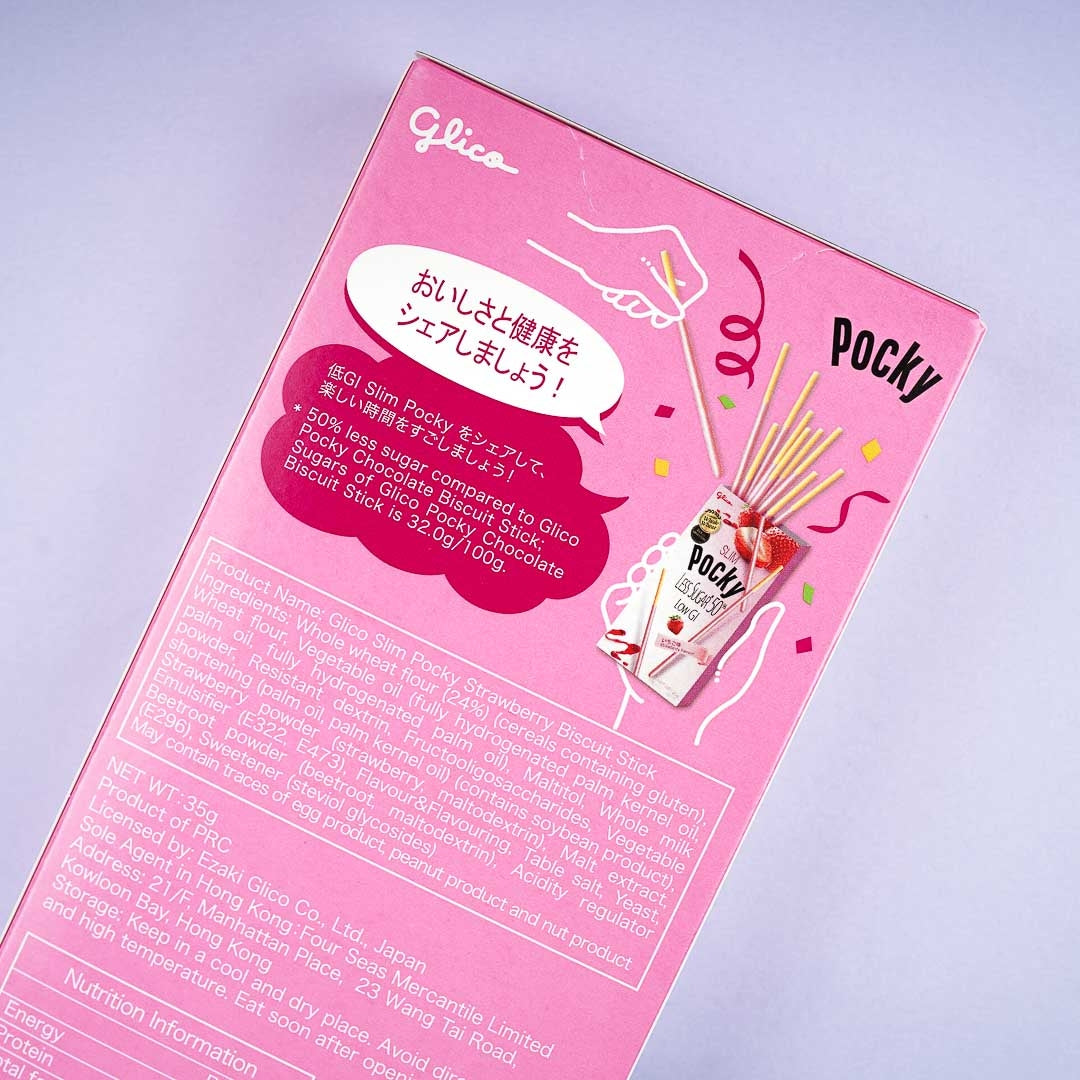 Glico
Pocky
おいしさと健康を
シェアしましょう！
低GI Slim Pocky をシェアして、
楽しい時間をすごしましょう！
* 50% less sugar compared to Glico
Pocky Chocolate Biscuit Stick;
Sugars of Glico Pocky Chocolate
Biscuit Stick is 32.0g/100g.
Glico
SLIM
Pocky
LESS SUGAR 50%
LOW GI
いちご味
Product Name: Glico Slim Pocky Strawberry Biscuit Stick
Ingredients: Whole wheat flour (24%) (cereals containing gluten),
Wheat flour, Vegetable oil (fully hydrogenated palm kernel oil,
palm oil, fully hydrogenated palm oil), Maltitol, Whole milk
powder, Resistant dextrin, Fructooligosaccharides, Vegetable
shortening (palm oil, palm kernel oil) (contains soybean product),
Strawberry powder (strawberry, maltodextrin), Malt extract,
Emulsifier (E322, E473), Flavour&Flavouring, Table salt, Yeast,
Beetroot powder (beetroot, maltodextrin), Acidity regulator
(E296), Sweetener (steviol glycosides)
May contain traces of egg product, peanut product and nut product
NET WT: 35g
Product of PRC
Licensed by: Ezaki Glico Co., Ltd., Japan
Sole Agent in Hong Kong: Four Seas Mercantile Limited
Address: 21/F, Manhattan Place, 23 Wang Tai Road,
Kowloon Bay, Hong Kong
Storage: Keep in a cool and dry place. Avoid
and high temperature. Eat soon after
Nutrition Information
Energy
Protein